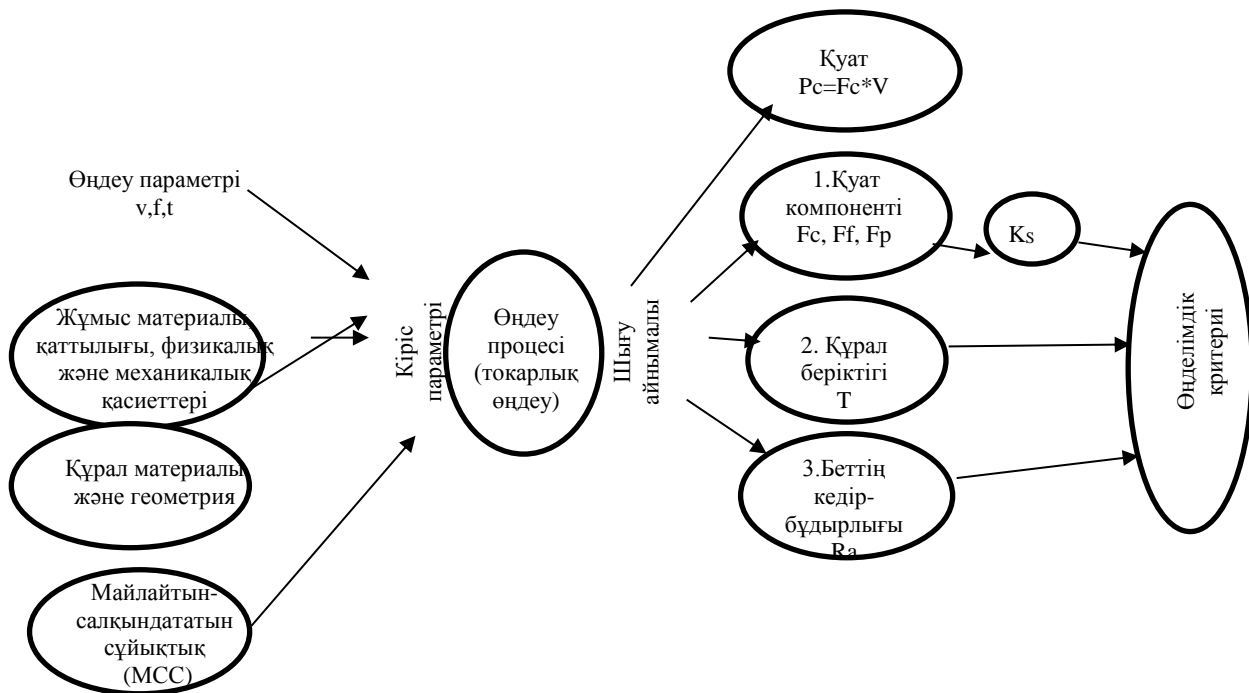 Өңдеу параметрі
v,f,t
Жұмыс материалы
қаттылығы, физикалық
және механикалық
қасиеттері
Құрал материалы
және геометрия
Майлайтын-
салқындататын
сұйықтық
(МСС)
Кіріс
параметрі
Өңдеу
процесі
(токарлық
өңдеу)
Шығу
айнымалы
Қуат
Pc=Fc*V
1.Қуат
компоненті
Fc, Ff, Fp
Ks
2. Құрал
беріктігі
T
3.Беттің
кедір-
бұдырлығы
Ra
Өңделімдік
критериі